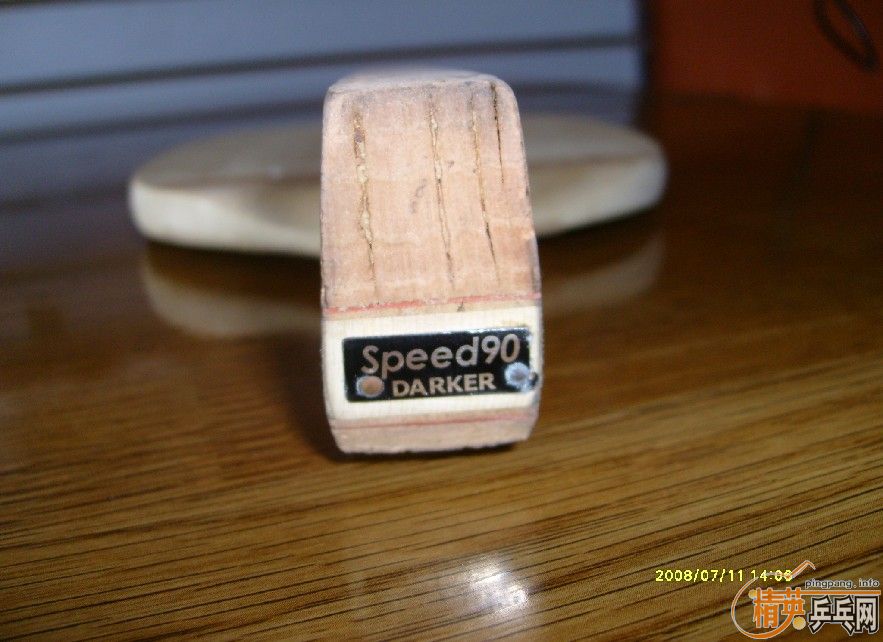 Speed90
DARKER
2008/07/11 14:06
pingpang.info
精英乒乓网